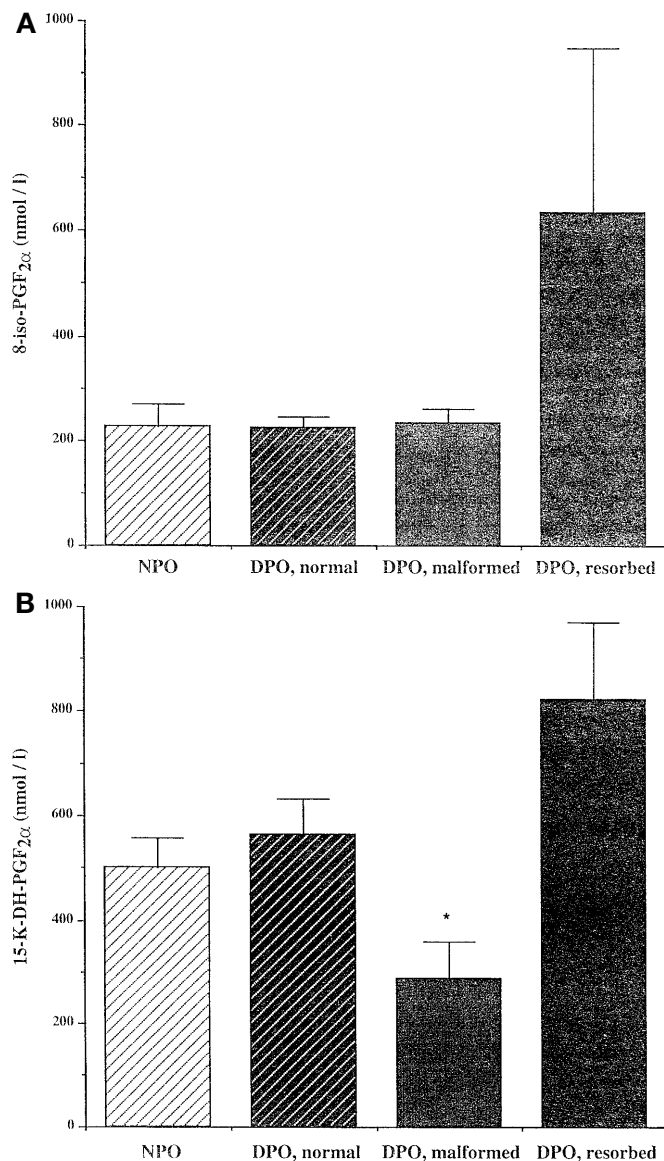 A
1000
800
600
400
200
0
8-iso-PGF2α (nmol / l)
NPO DPO, normal DPO, malformed DPO, resorbed
B
1000
800
600
400
200
0
15-K-DH-PGF2α (nmol / l)
*
NPO DPO, normal DPO, malformed DPO, resorbed